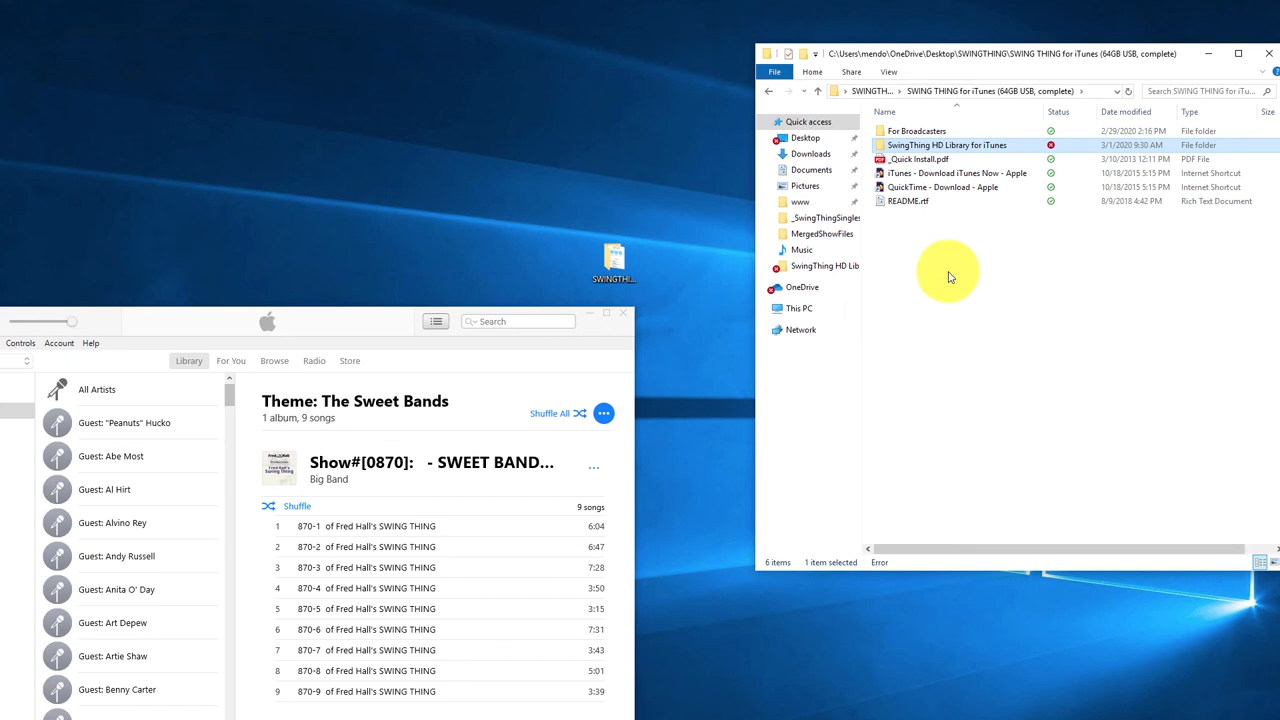 C:\Users\mendo\OneDrive\Desktop\SWINGTHING\SWING THING for iTunes (64GB USB, complete)
File Home Share View
SWINGTH... SWING THING for iTunes (64GB USB, complete) Search SWING THING for iTu...
Name Status Date modified Type Size
Quick access
Desktop
Downloads
Documents
Pictures
www
_SwingThingSingles
MergedShowFiles
Music
SwingThing HD Lib
OneDrive
This PC
Network
For Broadcasters 2/29/2020 2:16 PM File folder
SwingThing HD Library for iTunes 3/1/2020 9:30 AM File folder
_Quick Install.pdf 3/10/2013 12:11 PM PDF File
iTunes - Download iTunes Now - Apple 10/18/2015 5:15 PM Internet Shortcut
QuickTime - Download - Apple 10/18/2015 5:15 PM Internet Shortcut
README.rtf 8/9/2018 4:42 PM Rich Text Document
6 items 1 item selected Error
SWINGTHI...
Search
Controls Account Help
Library For You Browse Radio Store
All Artists
Guest: "Peanuts" Hucko
Guest: Abe Most
Guest: Al Hirt
Guest: Alvino Rey
Guest: Andy Russell
Guest: Anita O' Day
Guest: Art Depew
Guest: Artie Shaw
Guest: Benny Carter
Theme: The Sweet Bands
1 album, 9 songs
Shuffle All
Fred Hall's Swing Thing
Show#[0870]: - SWEET BAND...
Big Band
Shuffle 9 songs
1 870-1 of Fred Hall's SWING THING 6:04
2 870-2 of Fred Hall's SWING THING 6:47
3 870-3 of Fred Hall's SWING THING 7:28
4 870-4 of Fred Hall's SWING THING 3:50
5 870-5 of Fred Hall's SWING THING 3:15
6 870-6 of Fred Hall's SWING THING 7:31
7 870-7 of Fred Hall's SWING THING 3:43
8 870-8 of Fred Hall's SWING THING 5:01
9 870-9 of Fred Hall's SWING THING 3:39